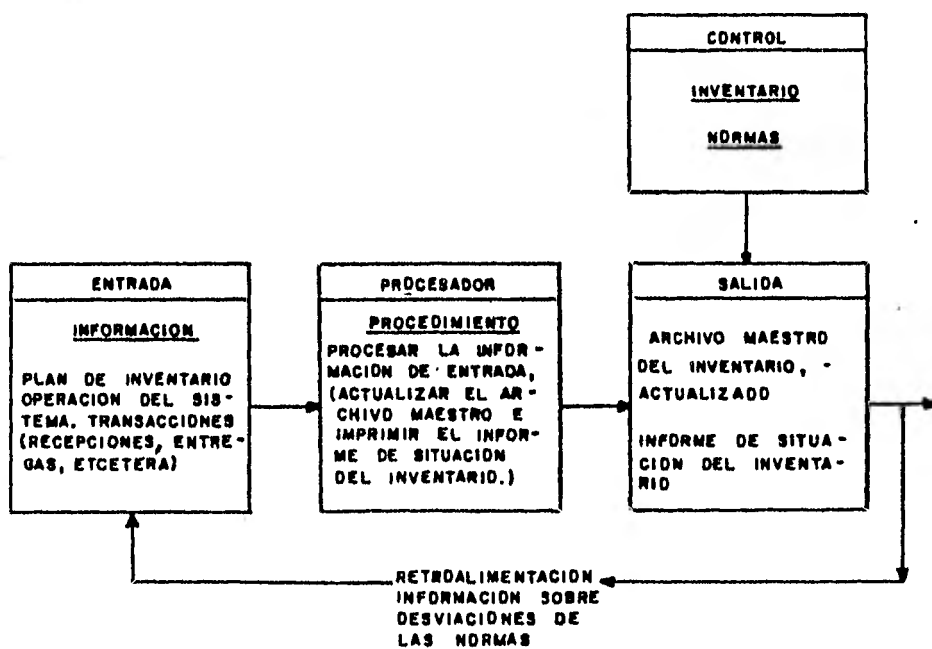 CONTROL
INVENTARIO
NORMAS
ENTRADA
INFORMACION
PLAN DE INVENTARIO
OPERACION DEL SIS-
TEMA. TRANSACCIONES
(RECEPCIONES, ENTRE-
GAS, ETCETERA)
PROCESADOR
PROCEDIMIENTO
PROCESAR LA INFOR-
MACION DE ENTRADA,
(ACTUALIZAR EL AR-
CHIVO MAESTRO E
IMPRIMIR EL INFOR-
ME DE SITUACION
DEL INVENTARIO.)
SALIDA
ARCHIVO MAESTRO
DEL INVENTARIO, -
ACTUALIZADO
INFORME DE SITUA-
CION DEL INVENTA-
RIO
RETROALIMENTACION
INFORMACION SOBRE
DESVIACIONES DE
LAS NORMAS